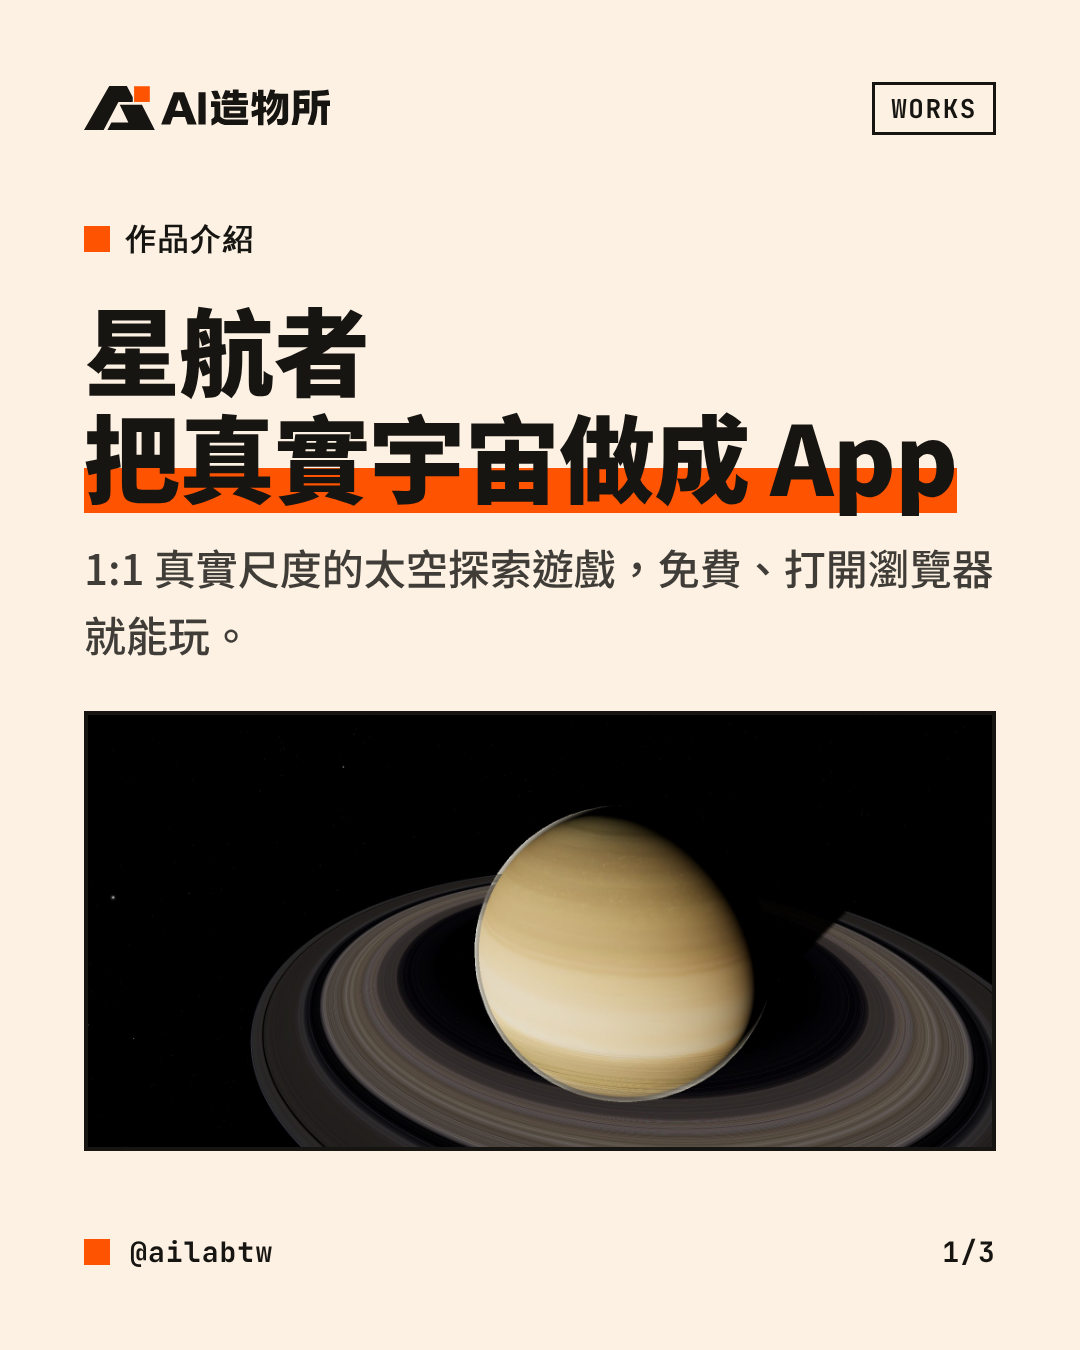 AI造物所
WORKS
作品介紹
星航者
把真實宇宙做成 App
1:1 真實尺度的太空探索遊戲，免費、打開瀏覽器
就能玩。
@ailabtw
1/3